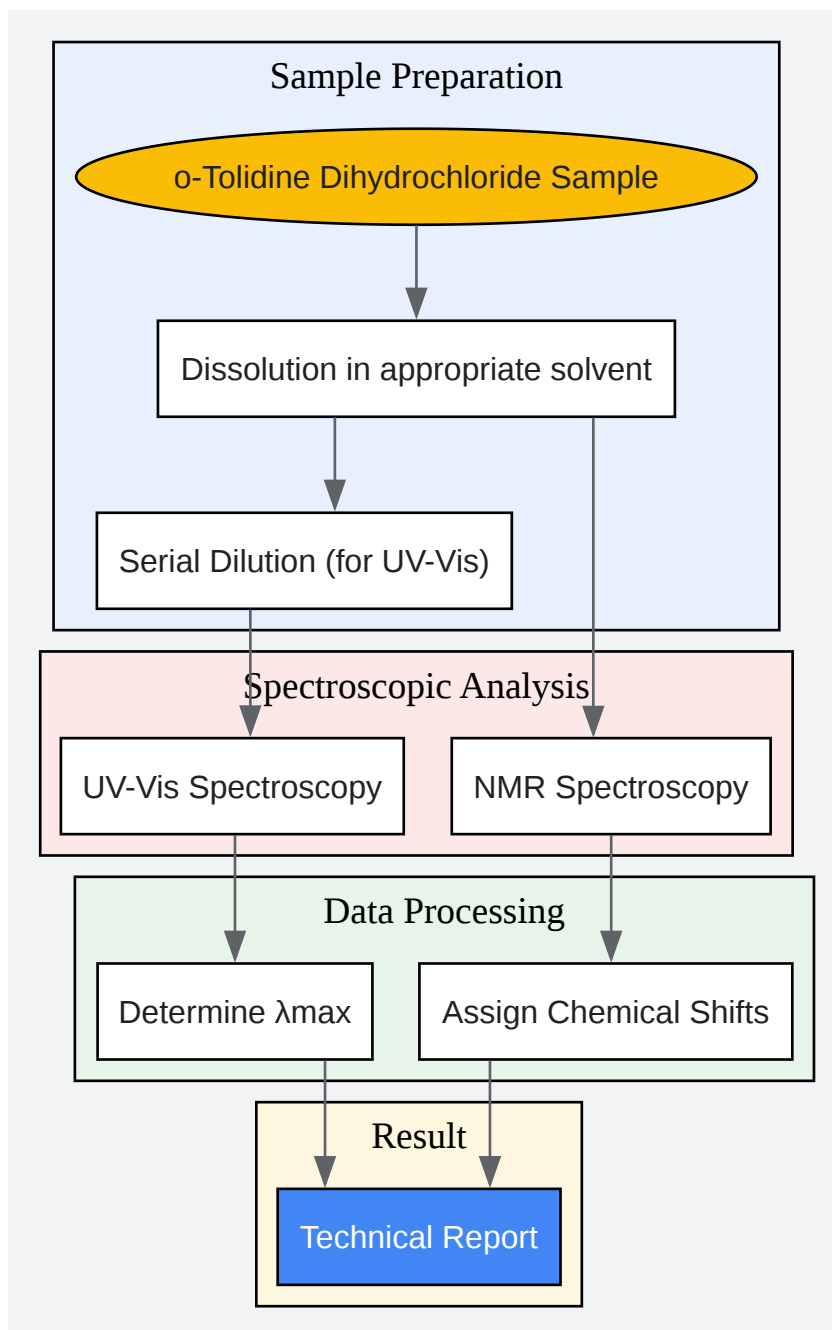 Sample Preparation
o-Tolidine Dihydrochloride Sample
Dissolution in appropriate solvent
Serial Dilution (for UV-Vis)
Spectroscopic Analysis
UV-Vis Spectroscopy
NMR Spectroscopy
Data Processing
Determine λmax
Assign Chemical Shifts
Result
Technical Report